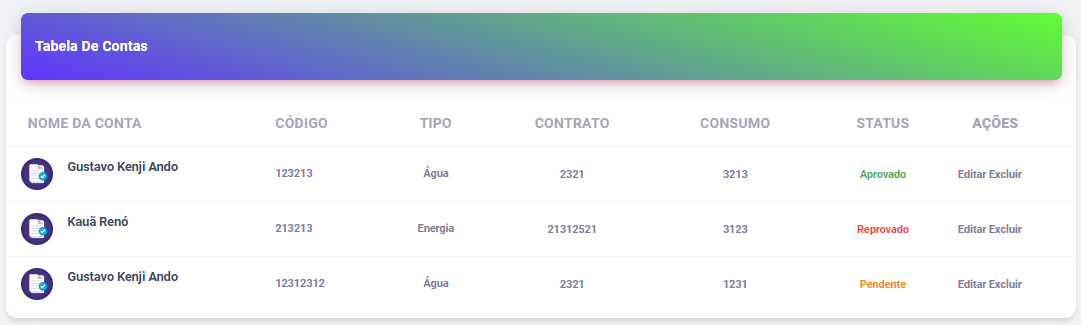 Tabela De Contas
NOME DA CONTA CÓDIGO TIPO CONTRATO CONSUMO STATUS AÇÕES
Gustavo Kenji Ando 123213 Água 2321 3213 Aprovado Editar Excluir
Kauã Renó 213213 Energia 21312521 3123 Reprovado Editar Excluir
Gustavo Kenji Ando 12312312 Água 2321 1231 Pendente Editar Excluir